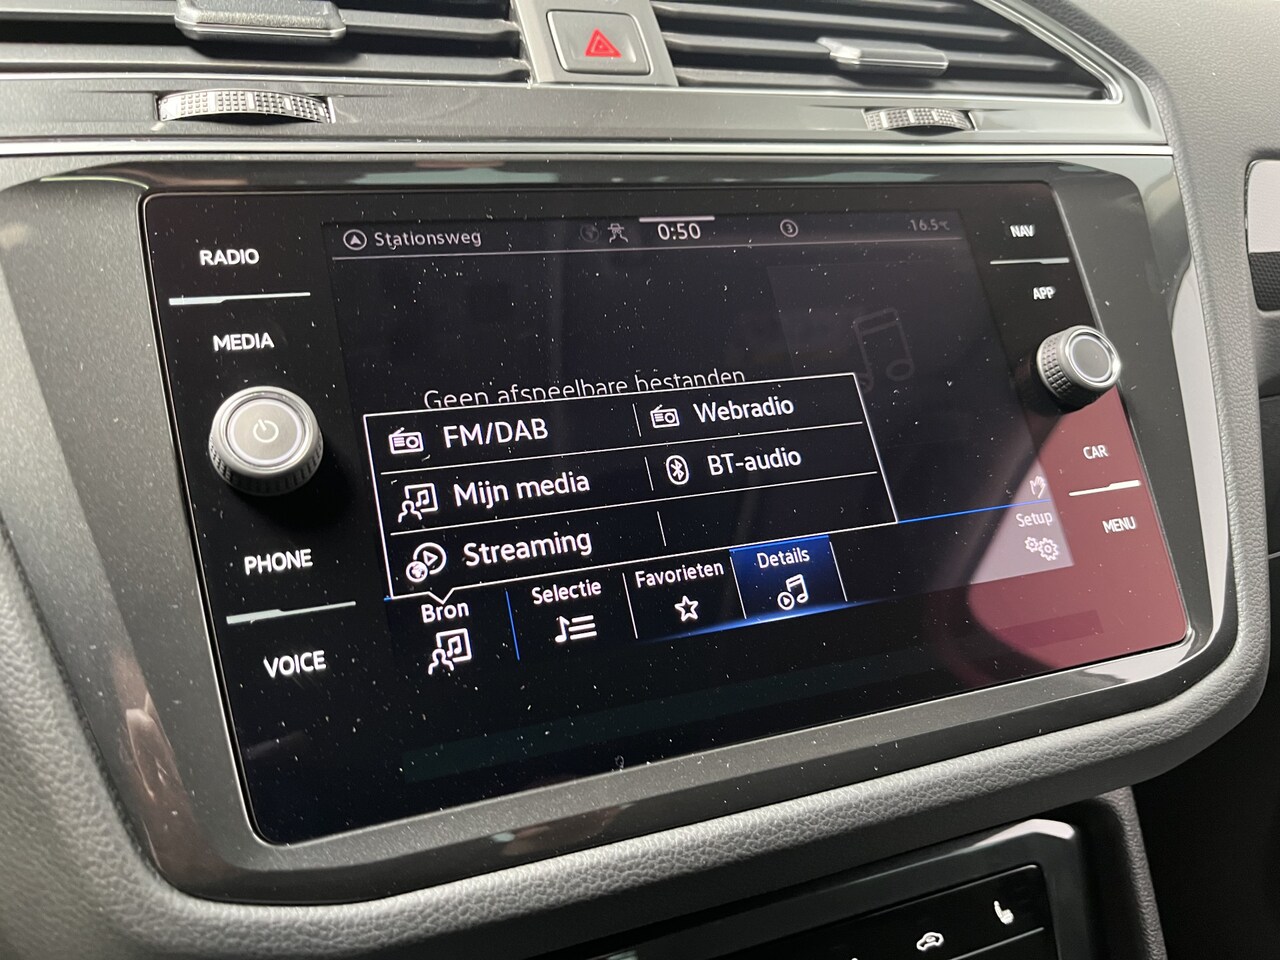 Stationsweg
0:50
3
16.5°C
RADIO
MEDIA
PHONE
VOICE
NAV
APP
CAR
MENU
Geen afspeelbare bestanden
FM/DAB
Webradio
Mijn media
BT-audio
Streaming
Bron
Selectie
Favorieten
Details
Setup